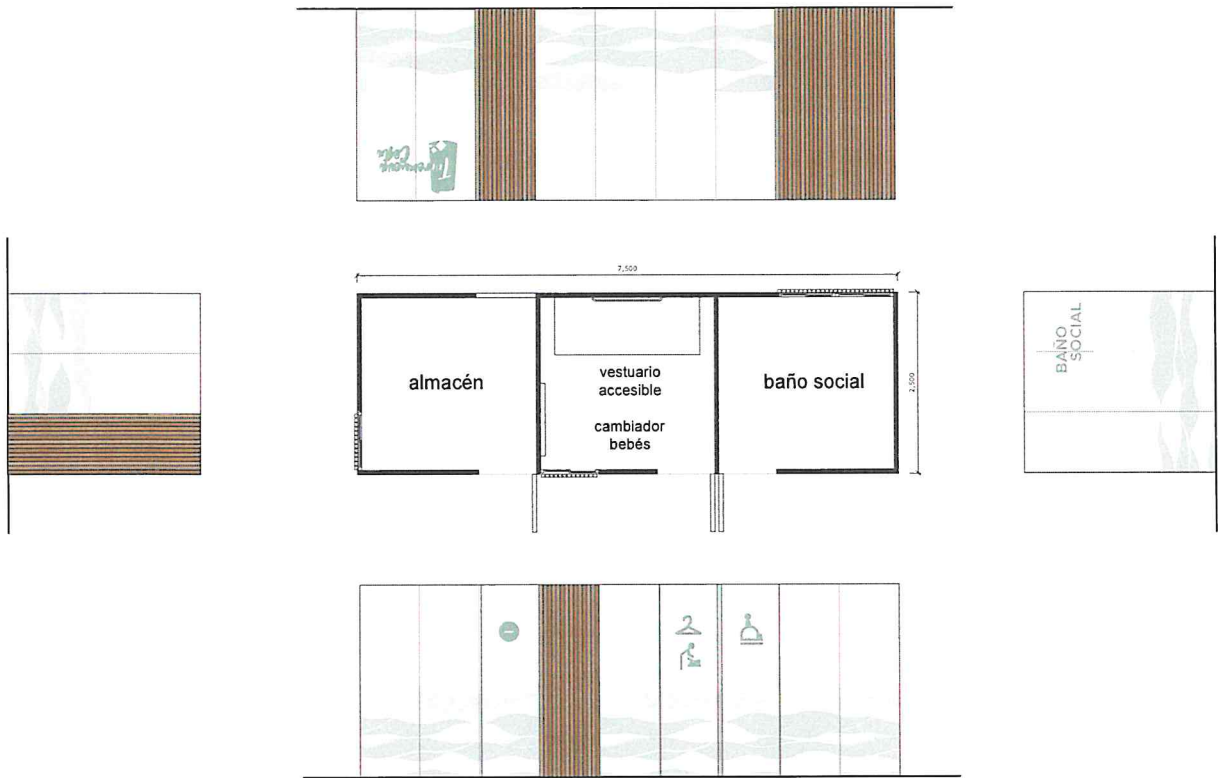 7,500
almacén
vestuario
accesible
cambiador
bebés
baño social
2,500
BAÑO
SOCIAL